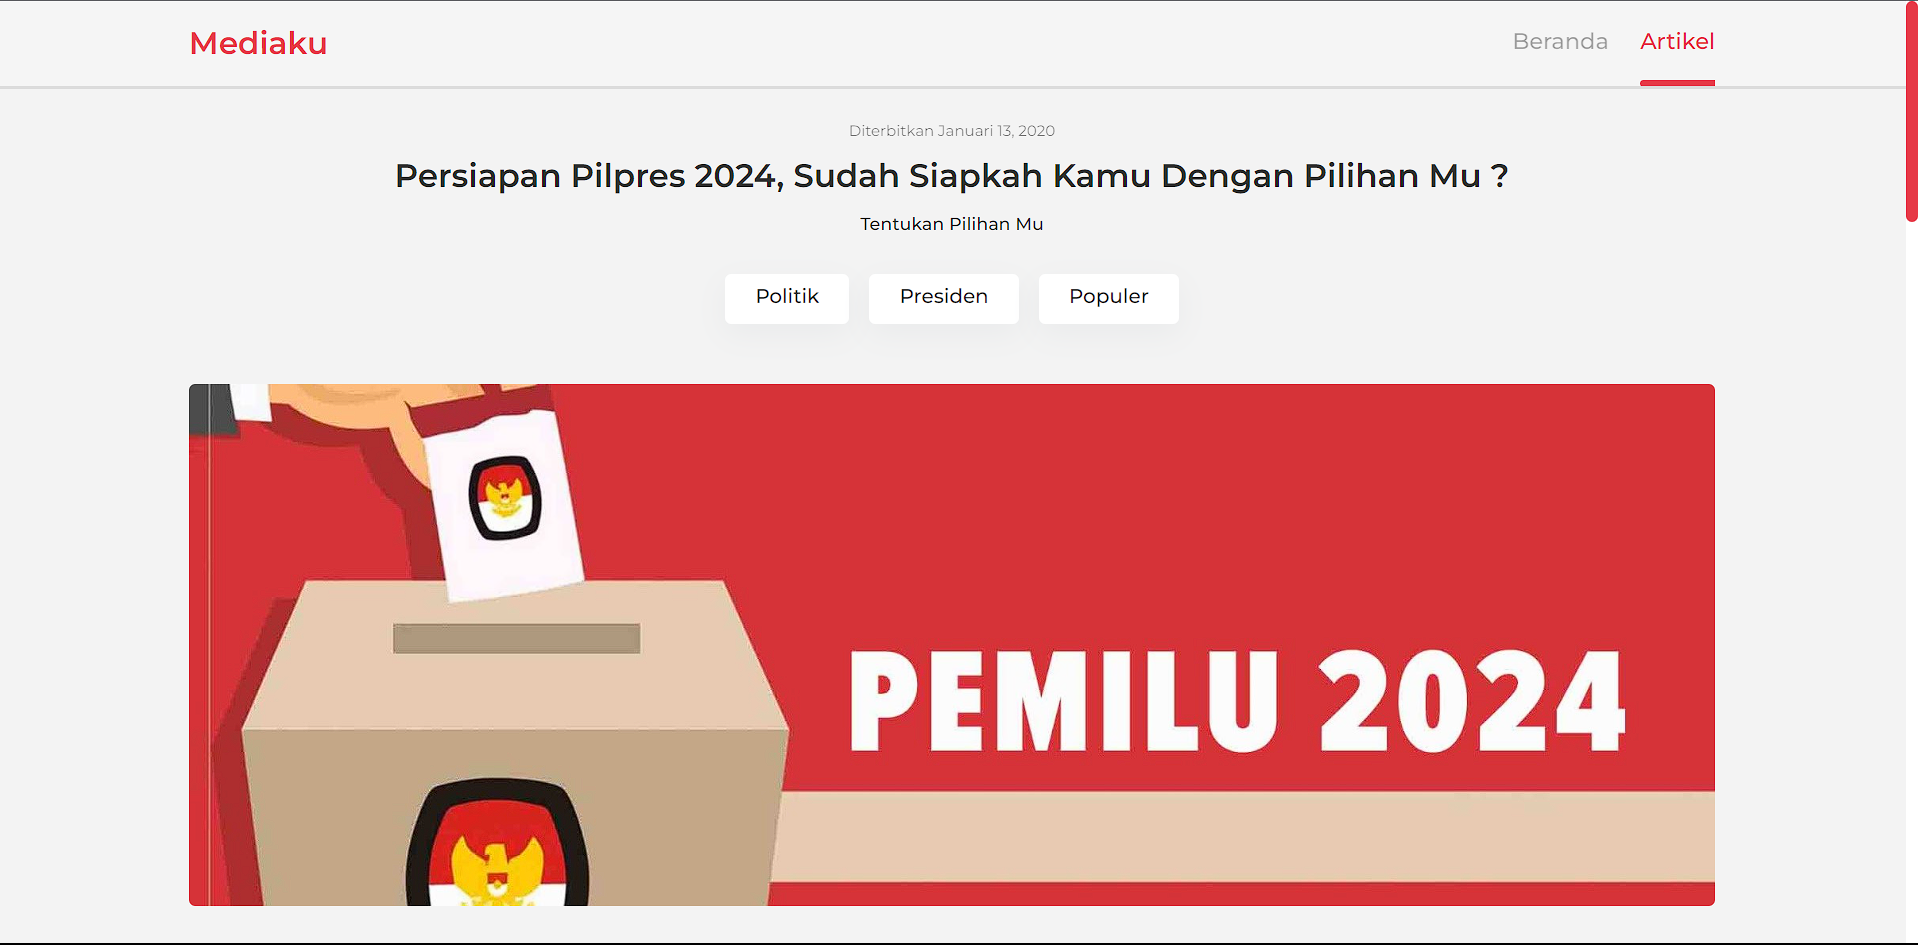 Mediaku
Beranda Artikel
Diterbitkan Januari 13, 2020
Persiapan Pilpres 2024, Sudah Siapkah Kamu Dengan Pilihan Mu ?
Tentukan Pilihan Mu
Politik Presiden Populer
PEMILU 2024